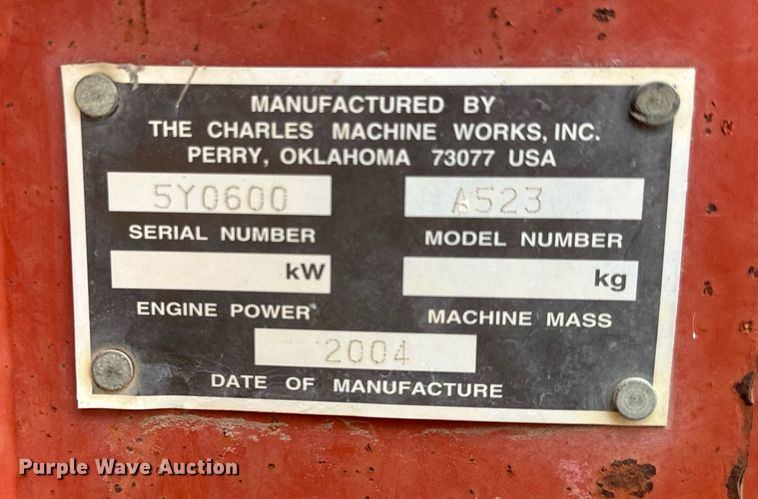 MANUFACTURED BY
THE CHARLES MACHINE WORKS, INC.
PERRY, OKLAHOMA 73077 USA
5Y0600 A523
SERIAL NUMBER MODEL NUMBER
kW kg
ENGINE POWER MACHINE MASS
2004
DATE OF MANUFACTURE
Purple Wave Auction